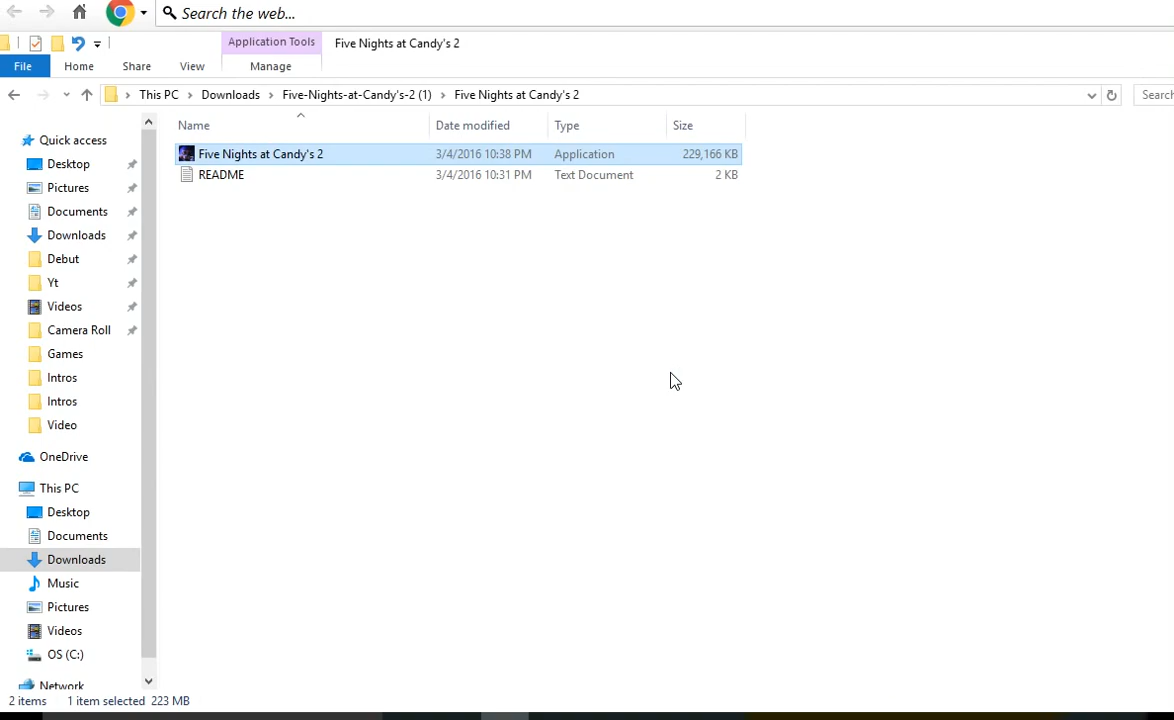 Search the web...
Application Tools
Five Nights at Candy's 2
File
Home
Share
View
Manage
This PC > Downloads > Five-Nights-at-Candy's-2 (1) > Five Nights at Candy's 2
Searc
Name
Date modified
Type
Size
Five Nights at Candy's 2 3/4/2016 10:38 PM Application 229,166 KB
README 3/4/2016 10:31 PM Text Document 2 KB
Quick access
Desktop
Pictures
Documents
Downloads
Debut
Yt
Videos
Camera Roll
Games
Intros
Intros
Video
OneDrive
This PC
Desktop
Documents
Downloads
Music
Pictures
Videos
OS (C:)
Network
2 items 1 item selected 223 MB